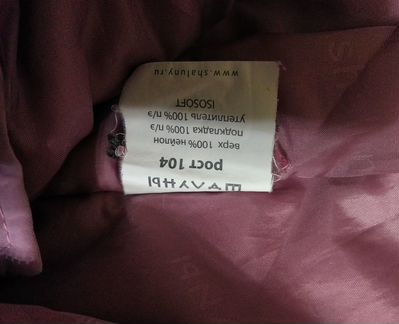 ШАЛУНЫ
рост 104
верх 100% нейлон
подкладка 100% п/э
утеплитель 100% п/э
ISOSOFT
www.shaluny.ru